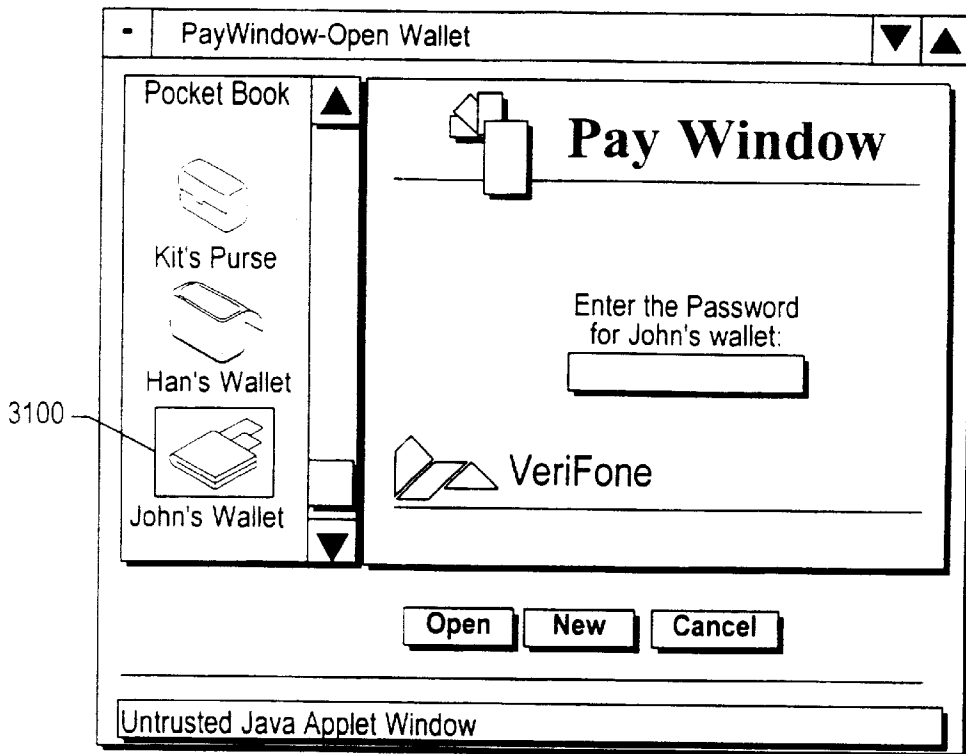 PayWindow-Open Wallet
Pocket Book
Kit's Purse
Han's Wallet
3100
John's Wallet
Pay Window
Enter the Password
for John's wallet:
VeriFone
Open
New
Cancel
Untrusted Java Applet Window